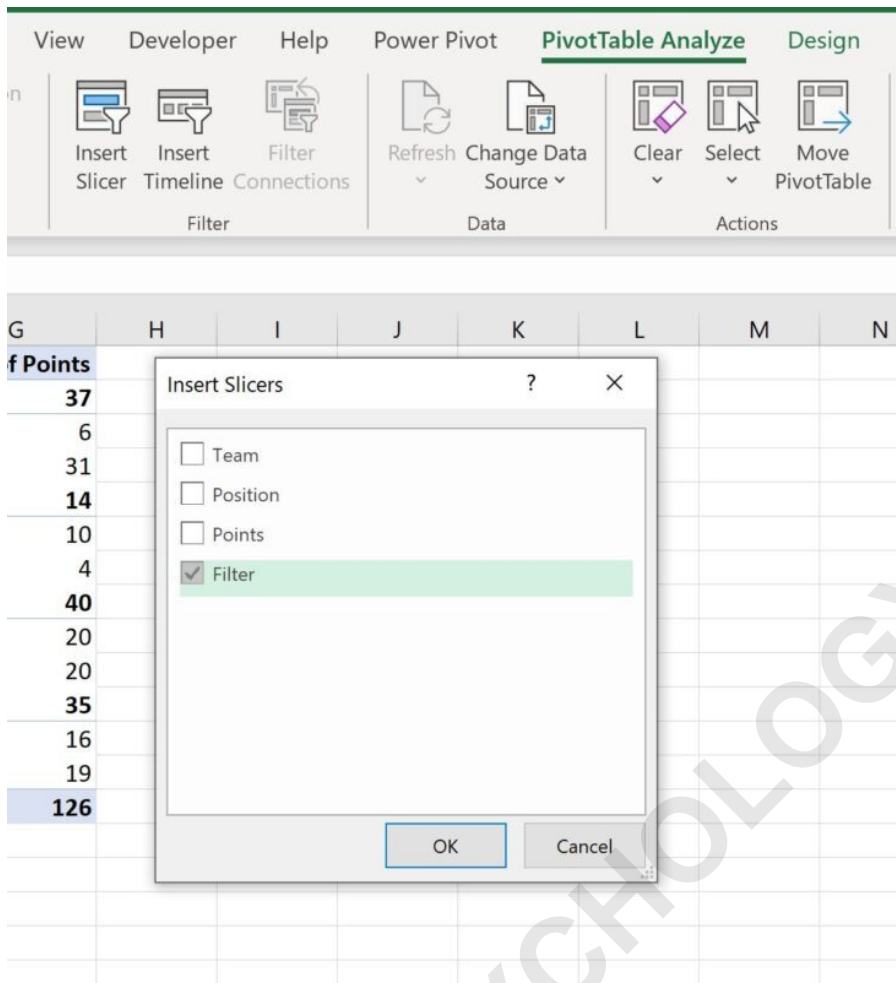 View Developer Help Power Pivot PivotTable Analyze Design
n
Insert Slicer
Insert Timeline
Filter Connections
Refresh
Change Data Source
Clear
Select
Move PivotTable
Filter Data Actions
G H I J K L M N
f Points
37
6
31
14
10
4
40
20
20
35
16
19
126
Insert Slicers ?
Team
Position
Points
Filter
OK Cancel
YCHOLOGY